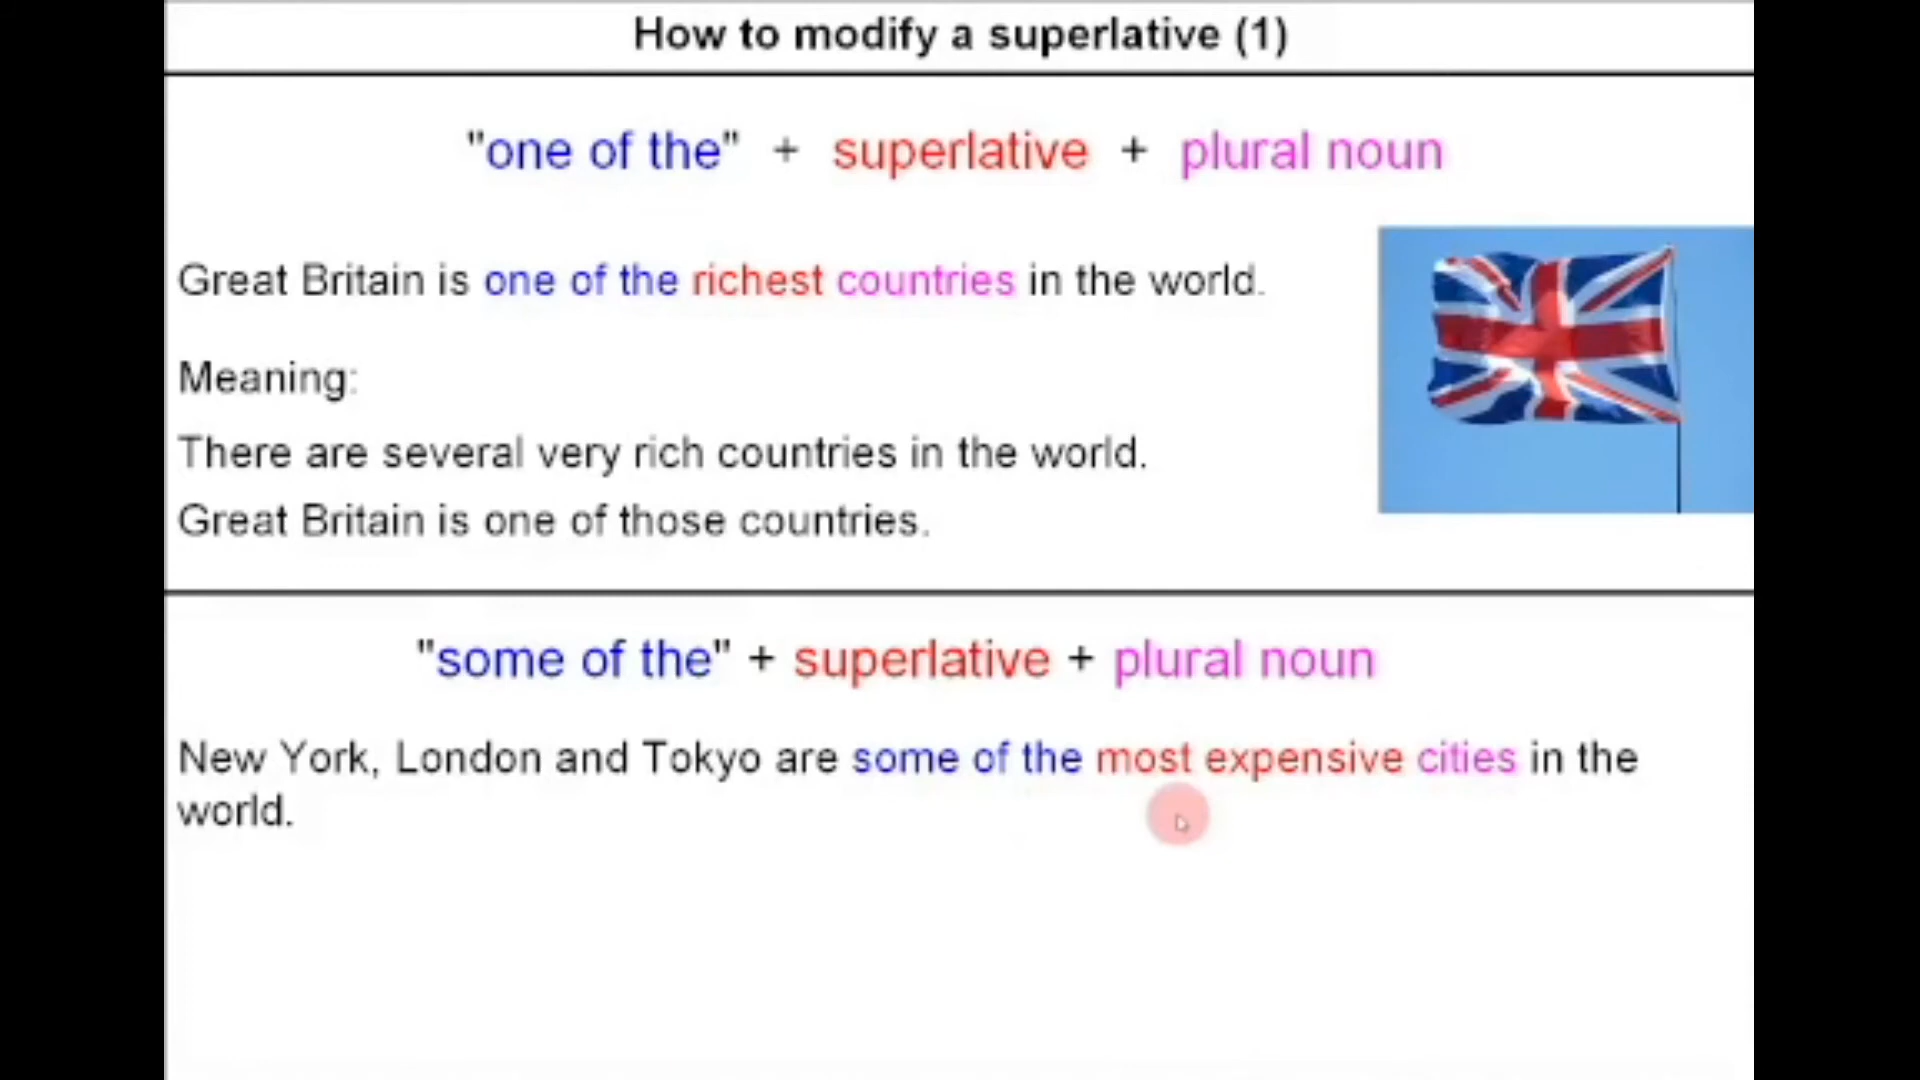 How to modify a superlative (1)
"one of the" + superlative + plural noun
Great Britain is one of the richest countries in the world.
Meaning:
There are several very rich countries in the world.
Great Britain is one of those countries.
"some of the" + superlative + plural noun
New York, London and Tokyo are some of the most expensive cities in the
world.